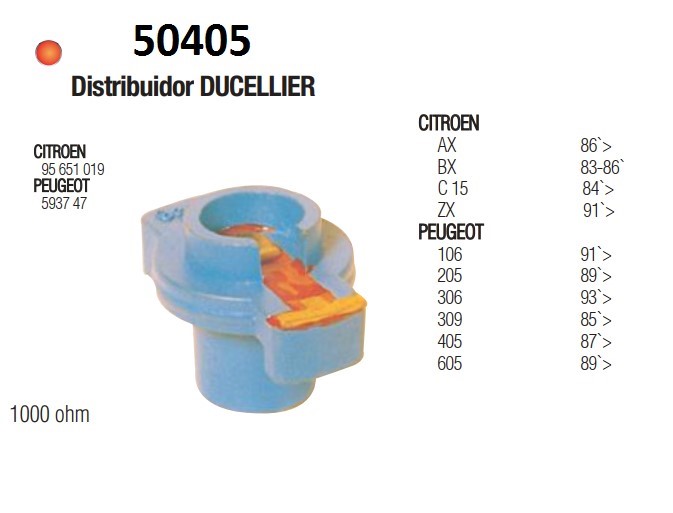 50405
Distribuidor DUCELLIER
CITROEN
95 651 019
PEUGEOT
5937 47
1000 ohm
CITROEN
AX 86`>
BX 83-86`
C 15 84`>
ZX 91`>
PEUGEOT
106 91`>
205 89`>
306 93`>
309 85`>
405 87`>
605 89`>